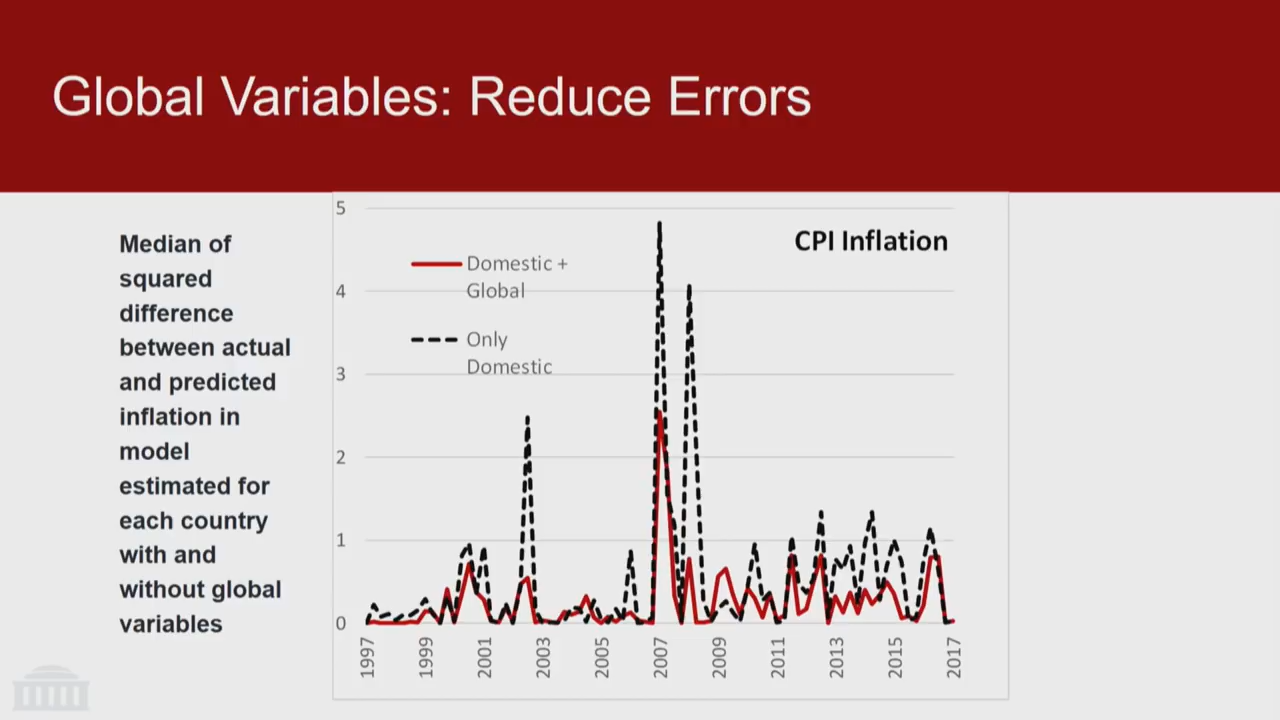 Global Variables: Reduce Errors
Median of
squared
difference
between actual
and predicted
inflation in
model
estimated for
each country
with and
without global
variables
CPI Inflation
Domestic +
Global
Only
Domestic
5
4
3
2
1
0
1997
1999
2001
2003
2005
2007
2009
2011
2013
2015
2017